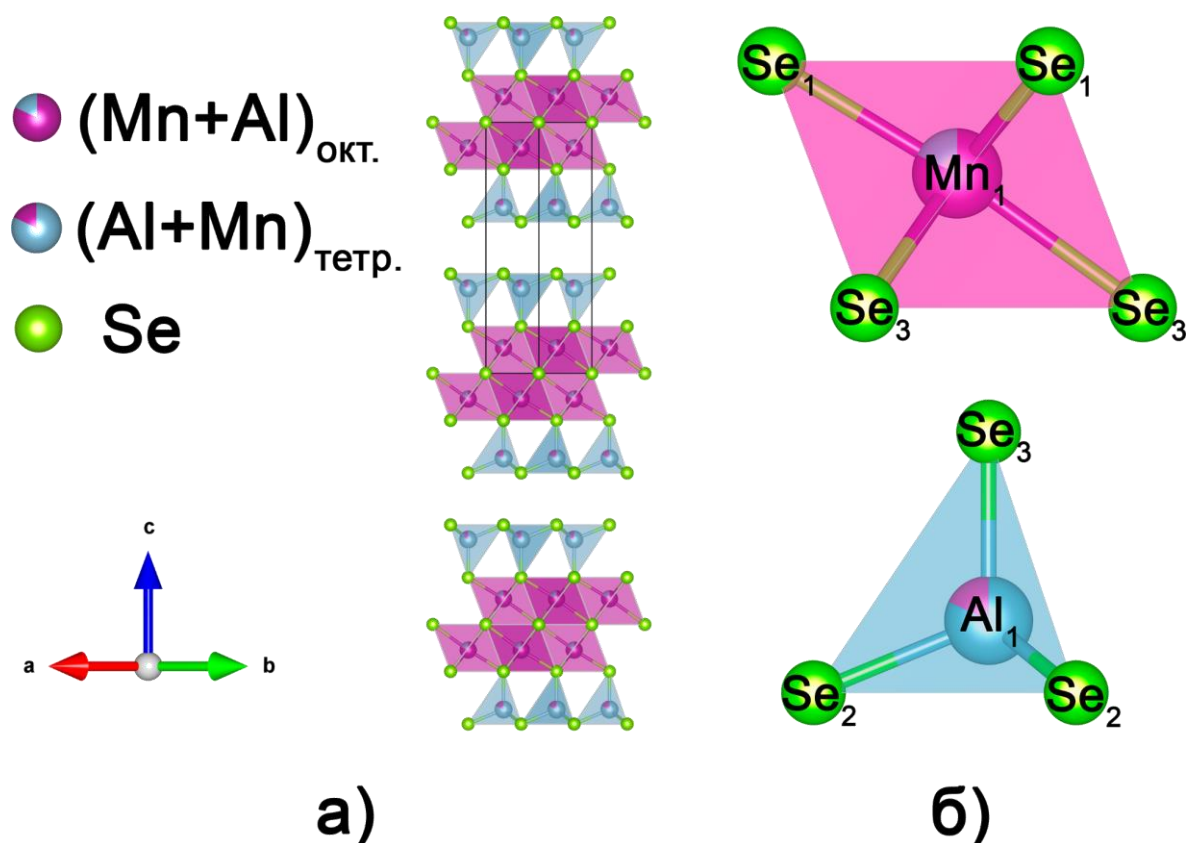 (Mn+Al)окт.
(Al+Mn)тетр.
Se
c
a
b
а)
Se1
Se1
Mn1
Se3
Se3
Se3
Al1
Se2
Se2
б)